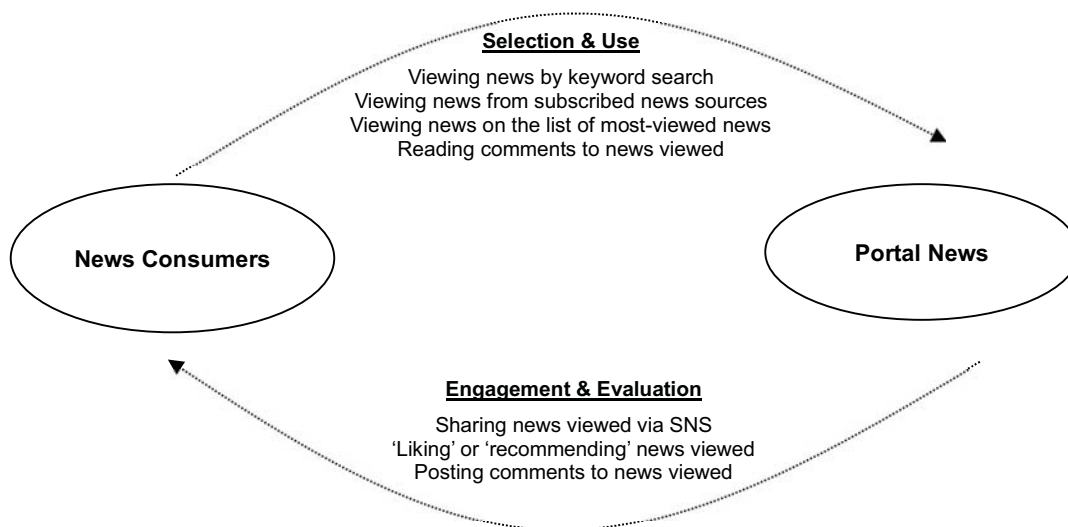 Selection & Use
Viewing news by keyword search
Viewing news from subscribed news sources
Viewing news on the list of most-viewed news
Reading comments to news viewed
News Consumers
Portal News
Engagement & Evaluation
Sharing news viewed via SNS
‘Liking’ or ‘recommending’ news viewed
Posting comments to news viewed